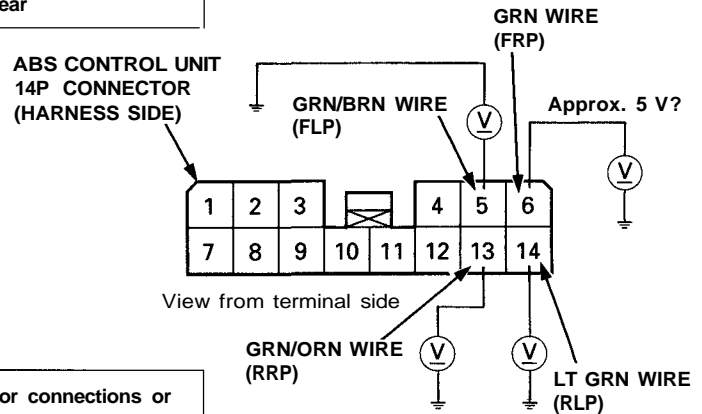 ear
GRN WIRE
(FRP)
ABS CONTROL UNIT
14P CONNECTOR
(HARNESS SIDE)
GRN/BRN WIRE
(FLP)
Approx. 5 V?
V
V
1 2 3 4 5 6
7 8 9 10 11 12 13 14
View from terminal side
GRN/ORN WIRE
(RRP)
V
V
LT GRN WIRE
(RLP)
or connections or